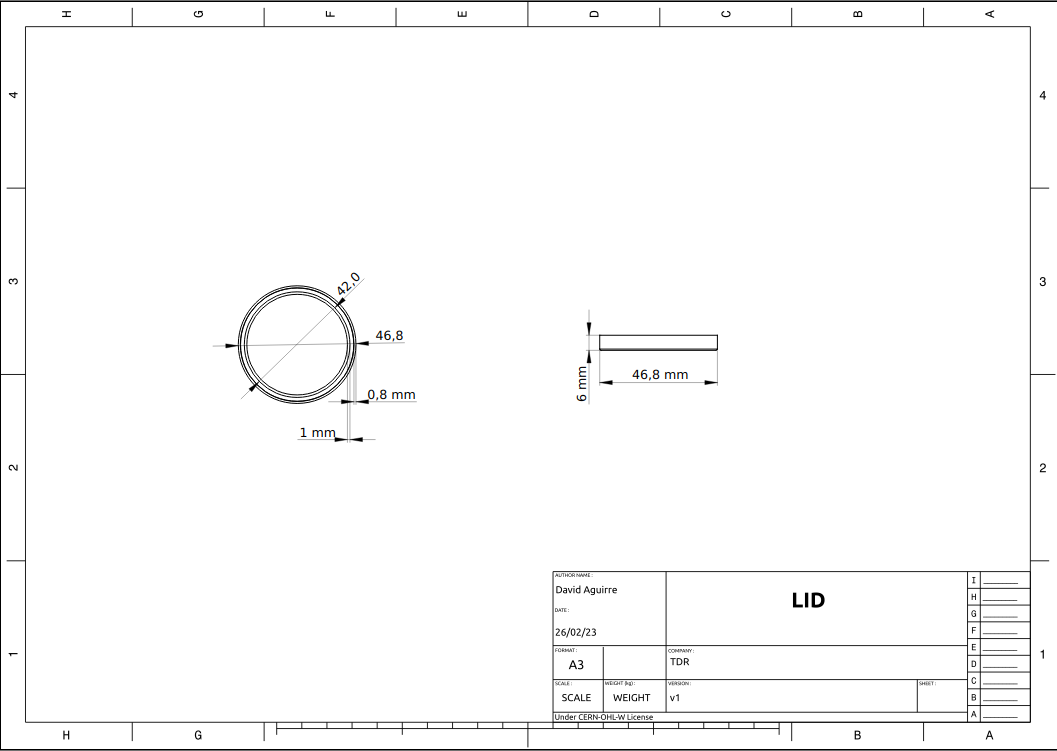 H G F E D C B A
4 4
3 3
42,0
46,8
0,8 mm
1 mm
6 mm
46,8 mm
2 2
AUTHOR NAME :
David Aguirre
DATE :
26/02/23
LID
FORMAT :
A3
COMPANY :
TDR
SCALE :
SCALE
WEIGHT (kg) :
WEIGHT
VERSION :
v1
SHEET :
Under CERN-OHL-W License
I
H
G
F
E
D
C
B
A
1 1
H G B A